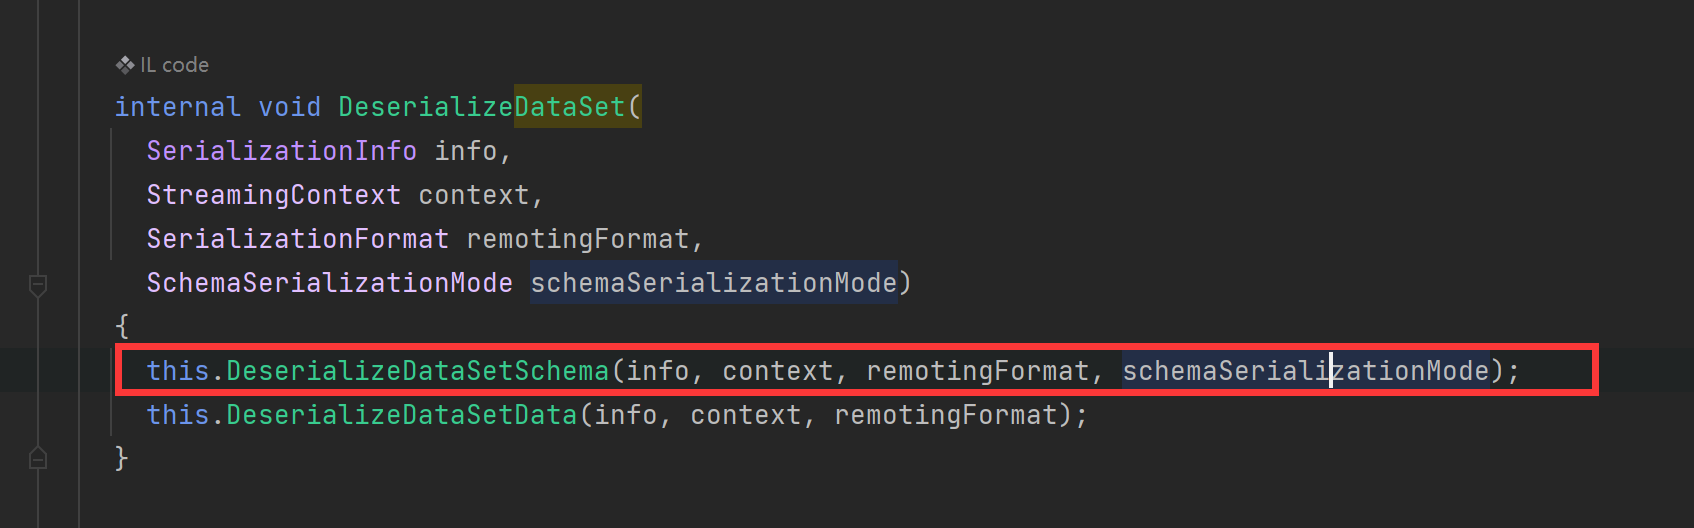 IL code
internal void DeserializeDataSet(
SerializationInfo info,
StreamingContext context,
SerializationFormat remotingFormat,
SchemaSerializationMode schemaSerializationMode)
{
this.DeserializeDataSetSchema(info, context, remotingFormat, schemaSerializationMode);
this.DeserializeDataSetData(info, context, remotingFormat);
}